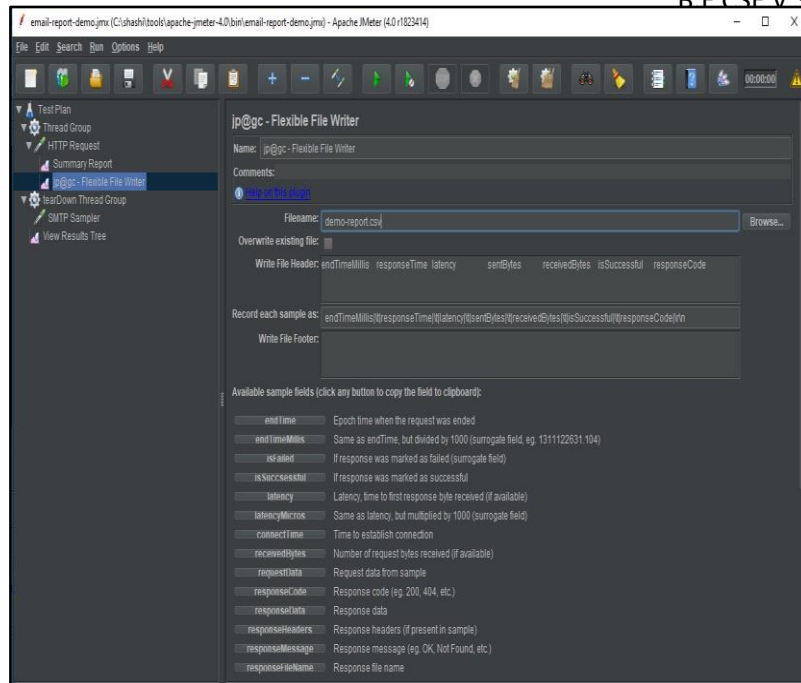 email-report-demo.jmx (C:\shashi\tools\apache-jmeter-4.0\bin\email-report-demo.jmx) - Apache JMeter (4.0 r1823414)
File Edit Search Run Options Help
00:00:00
Test Plan
Thread Group
HTTP Request
Summary Report
jp@gc - Flexible File Writer
tearDown Thread Group
SMTP Sampler
View Results Tree
jp@gc - Flexible File Writer
Name: jp@gc - Flexible File Writer
Comments:
Help on this plugin
Filename: demo-report.csv Browse...
Overwrite existing file:
Write File Header: endTimeMillis responseTime latency sentBytes receivedBytes isSuccessful responseCode
Record each sample as: endTimeMillis|\t|responseTime|\t|latency|\t|sentBytes|\t|receivedBytes|\t|isSuccessful|\t|responseCode|\r\n
Write File Footer:
Available sample fields (click any button to copy the field to clipboard):
endTime Epoch time when the request was ended
endTimeMillis Same as endTime, but divided by 1000 (surrogate field, eg. 1311122631.104)
isFailed If response was marked as failed (surrogate field)
isSuccsessful If response was marked as successful
latency Latency, time to first response byte received (if available)
latencyMicros Same as latency, but multiplied by 1000 (surrogate field)
connectTime Time to establish connection
receivedBytes Number of request bytes received (if available)
requestData Request data from sample
responseCode Response code (eg. 200, 404, etc.)
responseData Response data
responseHeaders Response headers (if present in sample)
responseMessage Response message (eg. OK, Not Found, etc.)
responseFileName Response file name